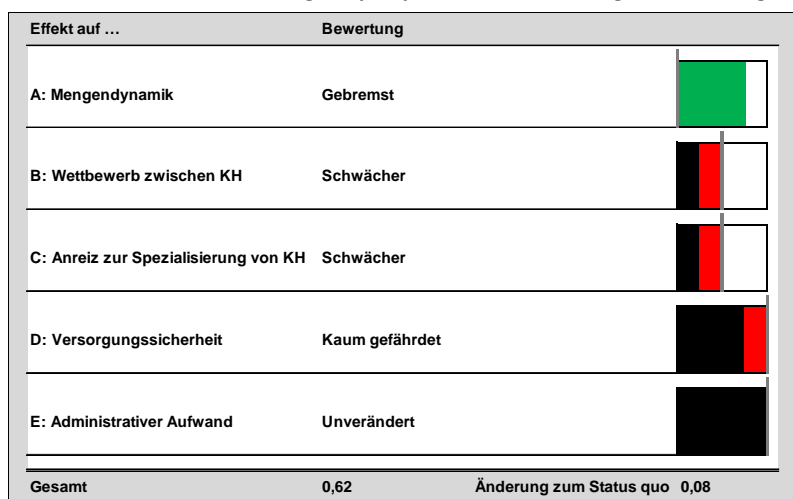 Effekt auf … Bewertung
A: Mengendynamik Gebremst
B: Wettbewerb zwischen KH Schwächer
C: Anreiz zur Spezialisierung von KH Schwächer
D: Versorgungssicherheit Kaum gefährdet
E: Administrativer Aufwand Unverändert
Gesamt 0,62 Änderung zum Status quo 0,08